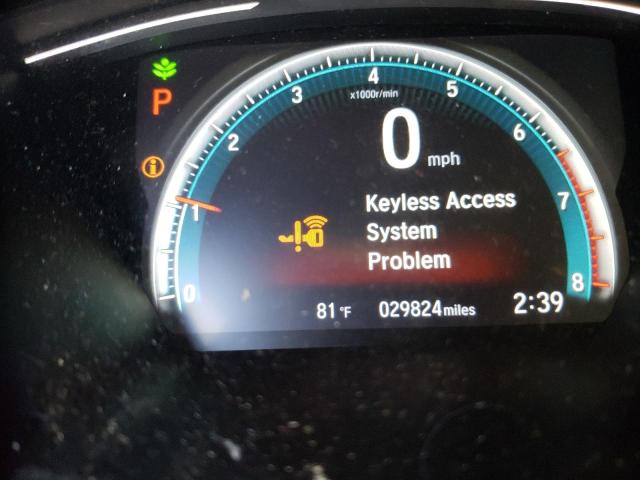 4
3
5
x1000r/min
P
2
0 mph
6
i
1
Keyless Access
7
System
Problem
0
8
81 °F
029824 miles
2:39